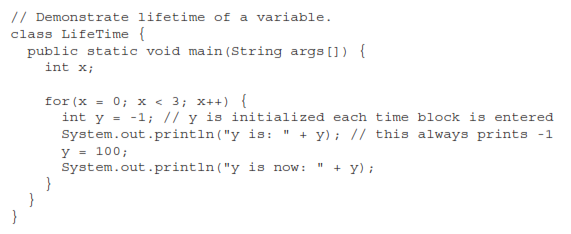 // Demonstrate lifetime of a variable.
class LifeTime {
public static void main(String args[]) {
int x;
for(x = 0; x < 3; x++) {
int y = -1; // y is initialized each time block is entered
System.out.println("y is: " + y); // this always prints -1
y = 100;
System.out.println("y is now: " + y);
}
}
}